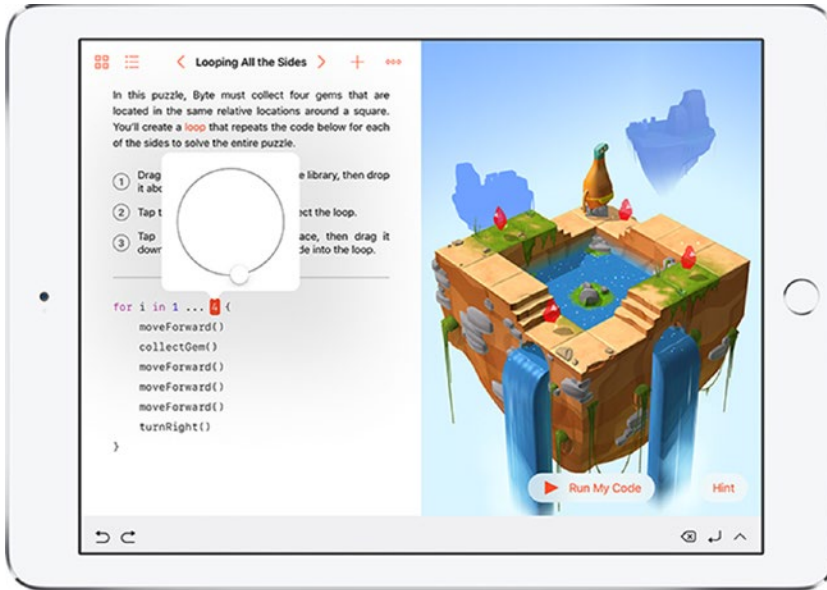 Looping All the Sides
In this puzzle, Byte must collect four gems that are
located in the same relative locations around a square.
You'll create a loop that repeats the code below for each
of the sides to solve the entire puzzle.
1 Drag e library, then drop
it abo
2 Tap t ect the loop.
3 Tap ace, then drag it
down de into the loop.
for i in 1 ... 4 {
moveForward()
collectGem()
moveForward()
moveForward()
moveForward()
turnRight()
}
Run My Code
Hint